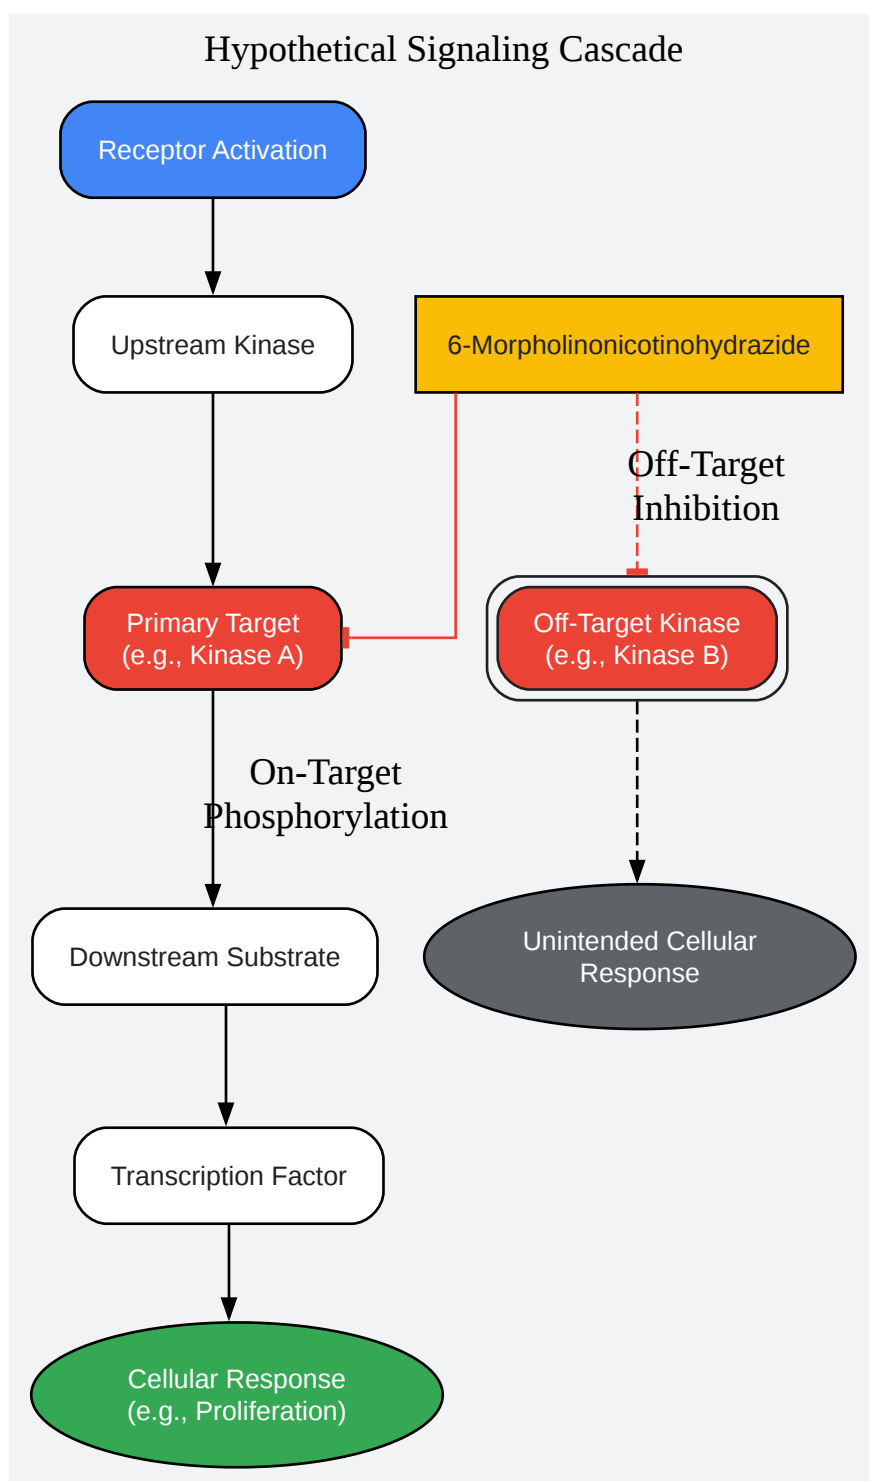 Hypothetical Signaling Cascade
Receptor Activation
Upstream Kinase
6-Morpholinonicotinohydrazide
Off-Target
Inhibition
Primary Target
(e.g., Kinase A)
Off-Target Kinase
(e.g., Kinase B)
On-Target
Phosphorylation
Downstream Substrate
Unintended Cellular
Response
Transcription Factor
Cellular Response
(e.g., Proliferation)